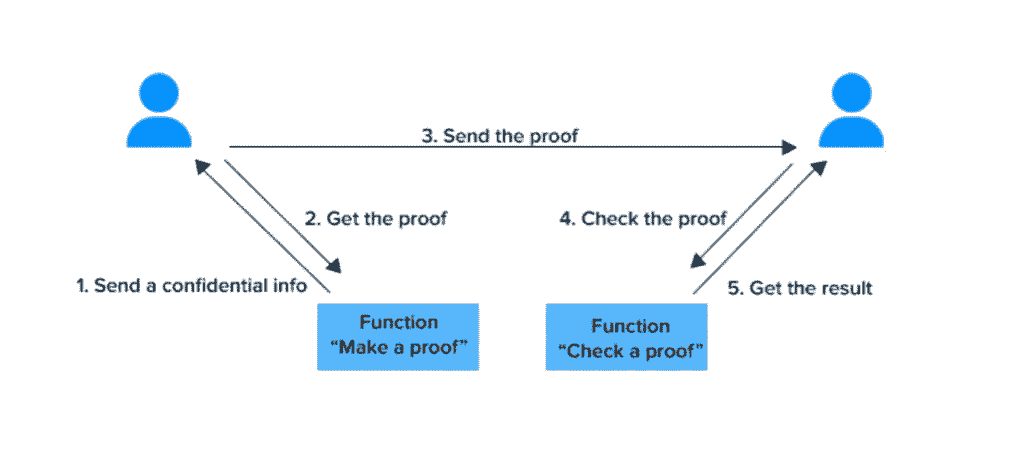 3. Send the proof
2. Get the proof
4. Check the proof
1. Send a confidential info
5. Get the result
Function
“Make a proof”
Function
“Check a proof”